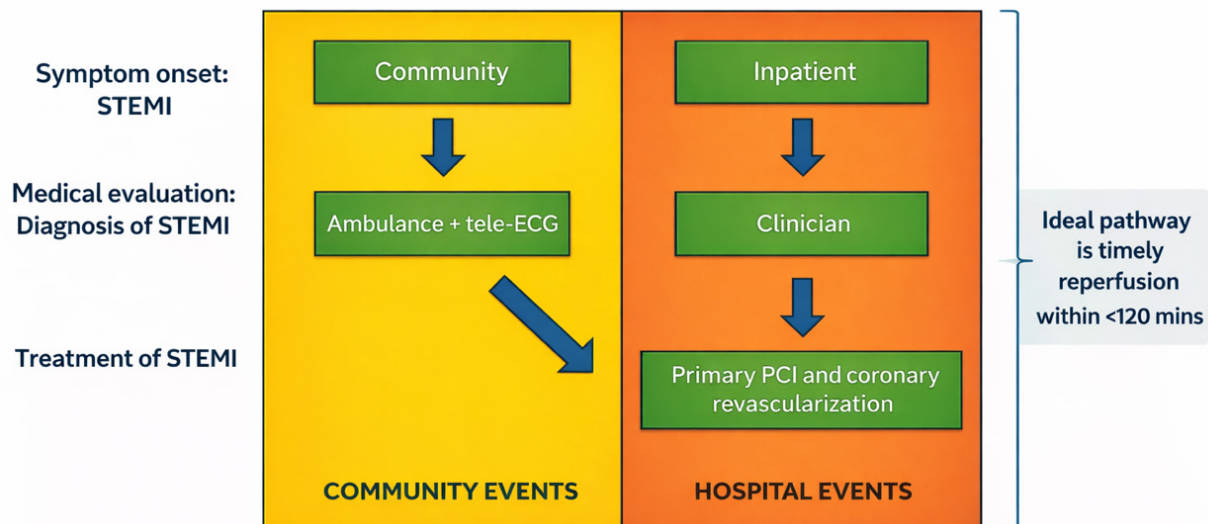 Symptom onset:
STEMI
Community
Inpatient
Medical evaluation:
Diagnosis of STEMI
Ambulance + tele-ECG
Clinician
Ideal pathway
is timely
reperfusion
within <120 mins
Treatment of STEMI
Primary PCI and coronary
revascularization
COMMUNITY EVENTS
HOSPITAL EVENTS